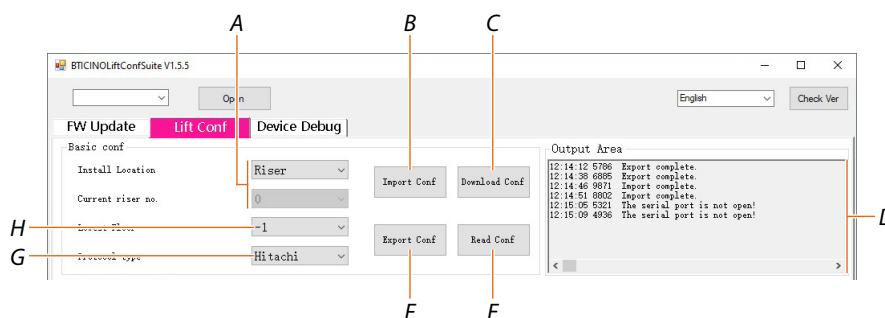 A B C
BTICINOLiftConfSuite V1.5.5
Open English Check Ver
FW Update Lift Conf Device Debug
Basic conf
Output Area
Install Location Riser
Import Conf Download Conf
12:14:12 5786 Export complete.
12:14:38 6885 Export complete.
12:14:46 9871 Import complete.
12:14:51 8802 Import complete.
12:15:05 5321 The serial port is not open!
12:15:09 4936 The serial port is not open!
Current riser no. 0
D
H Lowest Floor -1
Export Conf Read Conf
G Protocol type Hitachi
F